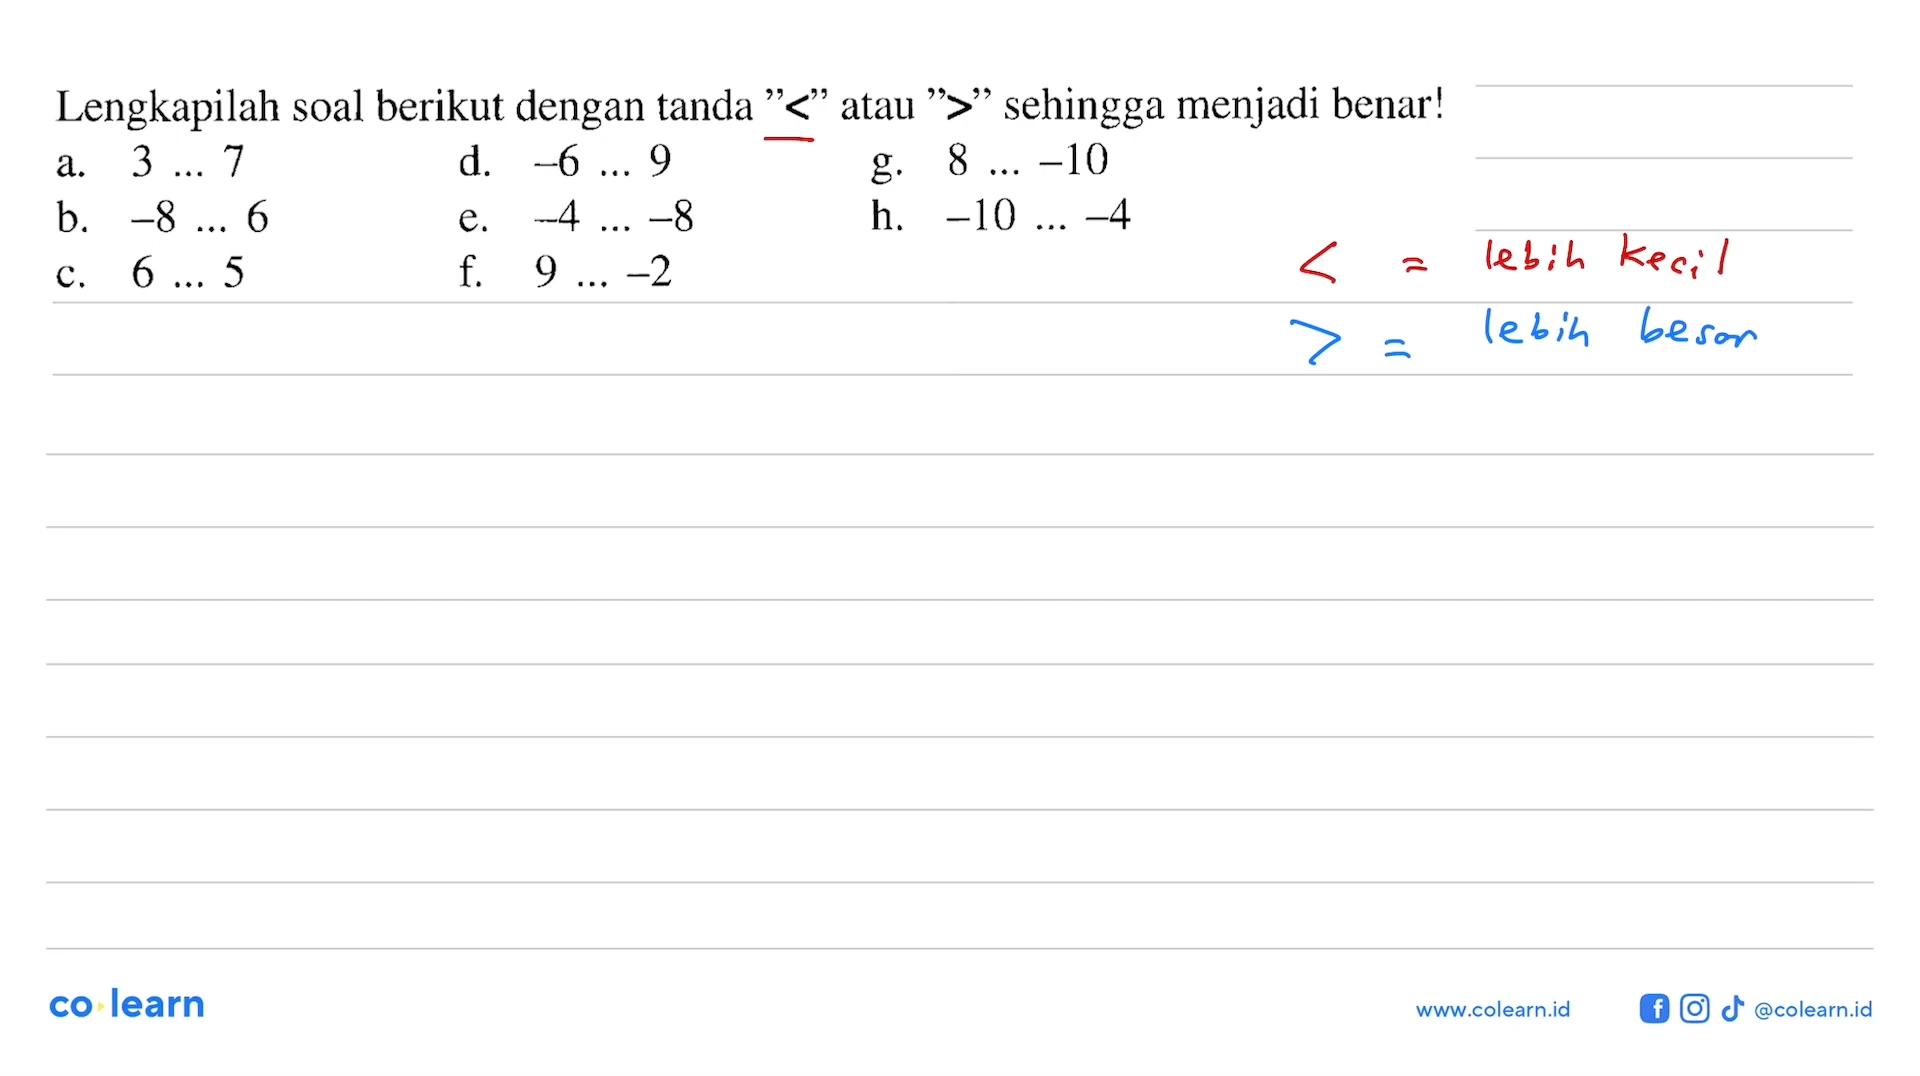 Lengkapilah soal berikut dengan tanda ”<” atau ”>” sehingga menjadi benar!
a. 3 ... 7 d. –6 ... 9 g. 8 ... –10
b. –8 ... 6 e. –4 ... –8 h. –10 ... –4
c. 6 ... 5 f. 9 ... –2
< = lebih kecil
> = lebih besar
co learn
www.colearn.id @colearn.id